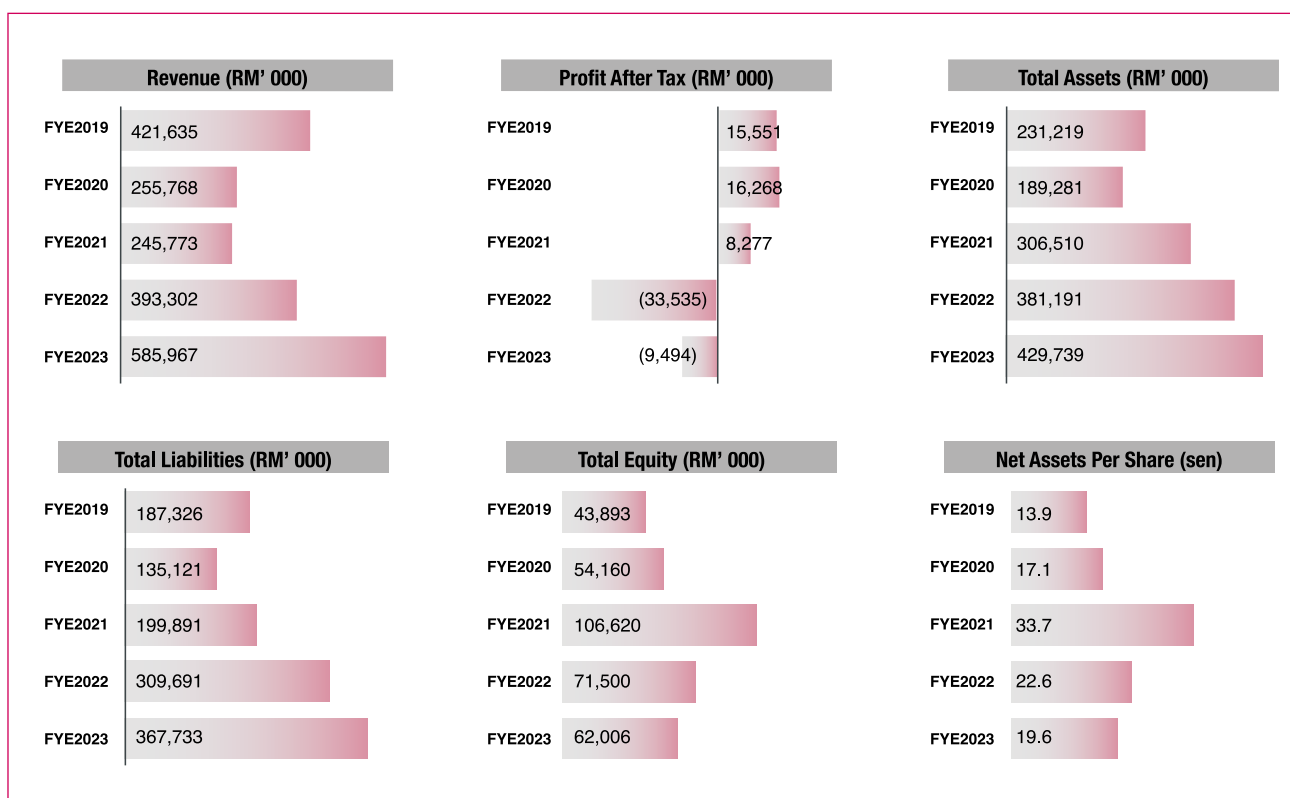 Revenue (RM’ 000)
FYE2019 421,635
FYE2020 255,768
FYE2021 245,773
FYE2022 393,302
FYE2023 585,967
Profit After Tax (RM’ 000)
FYE2019 15,551
FYE2020 16,268
FYE2021 8,277
FYE2022 (33,535)
FYE2023 (9,494)
Total Assets (RM’ 000)
FYE2019 231,219
FYE2020 189,281
FYE2021 306,510
FYE2022 381,191
FYE2023 429,739
Total Liabilities (RM’ 000)
FYE2019 187,326
FYE2020 135,121
FYE2021 199,891
FYE2022 309,691
FYE2023 367,733
Total Equity (RM’ 000)
FYE2019 43,893
FYE2020 54,160
FYE2021 106,620
FYE2022 71,500
FYE2023 62,006
Net Assets Per Share (sen)
FYE2019 13.9
FYE2020 17.1
FYE2021 33.7
FYE2022 22.6
FYE2023 19.6